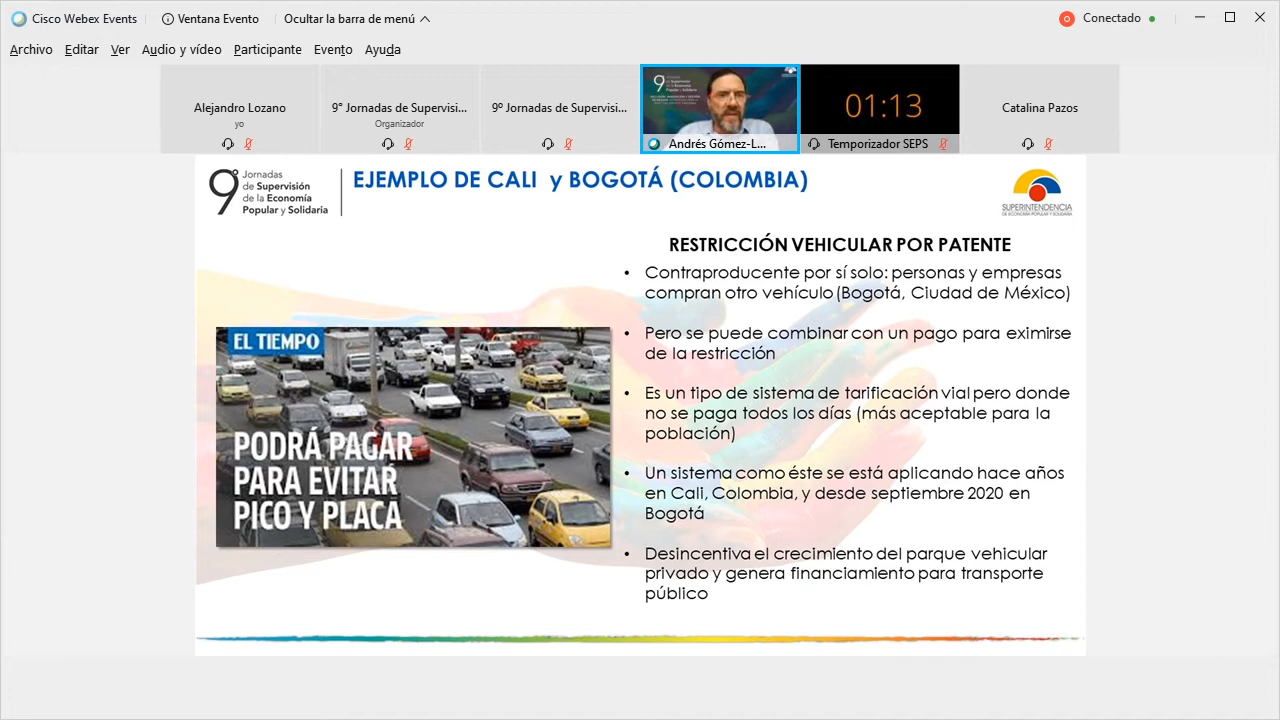 Cisco Webex Events
Ventana Evento
Ocultar la barra de menú
Conectado
Archivo
Editar
Ver
Audio y vídeo
Participante
Evento
Ayuda
Alejandro Lozano
yo
9° Jornadas de Supervisi...
Organizador
9º Jornadas de Supervisi...
9
Andrés Gómez-L...
01:13
Temporizador SEPS
Catalina Pazos
9°
Jornadas
de Supervisión
de la Economía
Popular y Solidaria
EJEMPLO DE CALI y BOGOTÁ (COLOMBIA)
SUPERINTENDENCIA
DE ECONOMÍA POPULAR Y SOLIDARIA
RESTRICCIÓN VEHICULAR POR PATENTE
• Contraproducente por sí solo: personas y empresas
compran otro vehículo (Bogotá, Ciudad de México)
• Pero se puede combinar con un pago para eximirse
de la restricción
• Es un tipo de sistema de tarificación vial pero donde
no se paga todos los días (más aceptable para la
población)
• Un sistema como éste se está aplicando hace años
en Cali, Colombia, y desde septiembre 2020 en
Bogotá
• Desincentiva el crecimiento del parque vehicular
privado y genera financiamiento para transporte
público
EL TIEMPO
PODRÁ PAGAR
PARA EVITAR
PICO Y PLACA